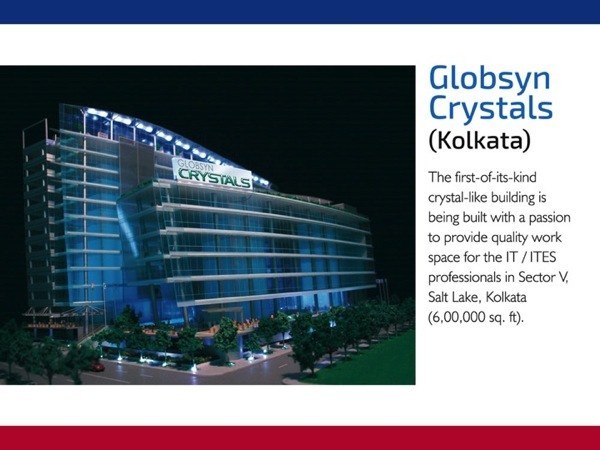 Globsyn
Crystals
(Kolkata)
The first-of-its-kind
crystal-like building is
being built with a passion
to provide quality work
space for the IT / ITES
professionals in Sector V,
Salt Lake, Kolkata
(6,00,000 sq. ft).
GLOBSYN
CRYSTALS